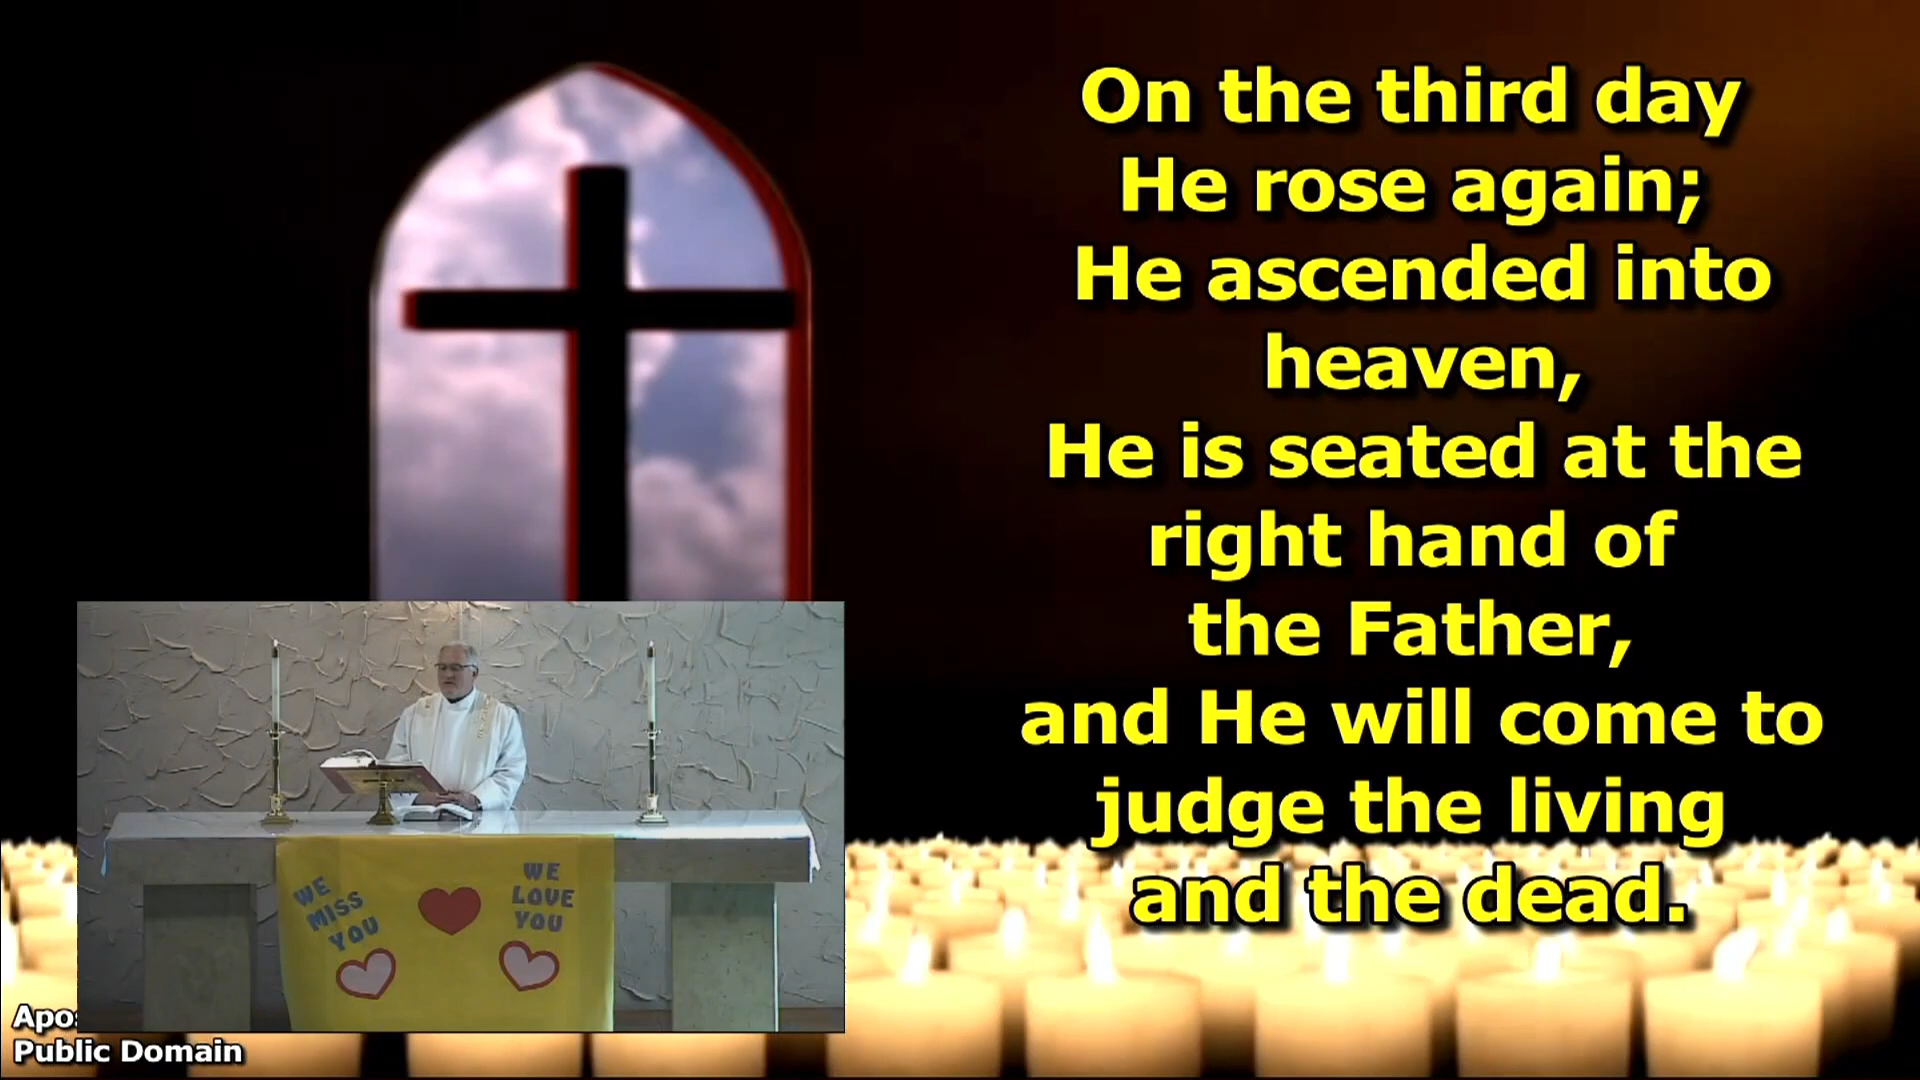 On the third day
He rose again;
He ascended into
heaven,
He is seated at the
right hand of
the Father,
and He will come to
judge the living
and the dead.
WE
MISS
YOU
WE
LOVE
YOU
Public Domain